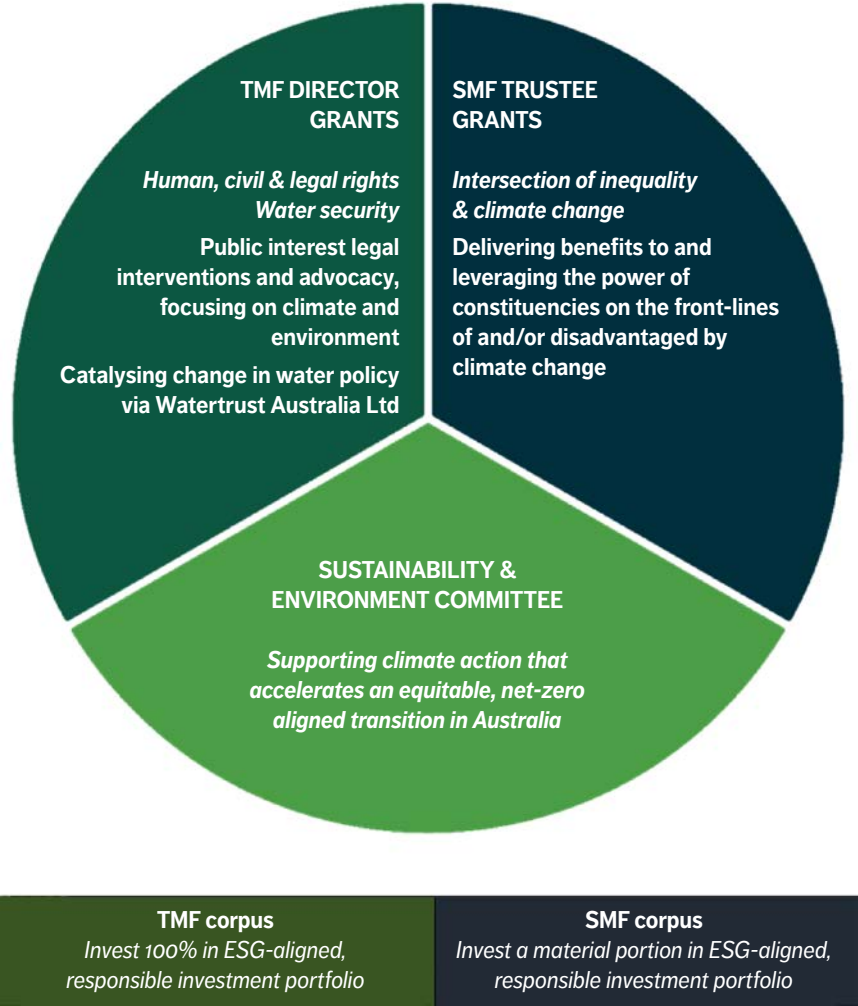 TMF DIRECTOR
GRANTS
Human, civil & legal rights
Water security
Public interest legal
interventions and advocacy,
focusing on climate and
environment
Catalysing change in water policy
via Watertrust Australia Ltd
SMF TRUSTEE
GRANTS
Intersection of inequality
& climate change
Delivering benefits to and
leveraging the power of
constituencies on the front-lines
of and/or disadvantaged by
climate change
SUSTAINABILITY &
ENVIRONMENT COMMITTEE
Supporting climate action that
accelerates an equitable, net-zero
aligned transition in Australia
TMF corpus
Invest 100% in ESG-aligned,
responsible investment portfolio
SMF corpus
Invest a material portion in ESG-aligned,
responsible investment portfolio